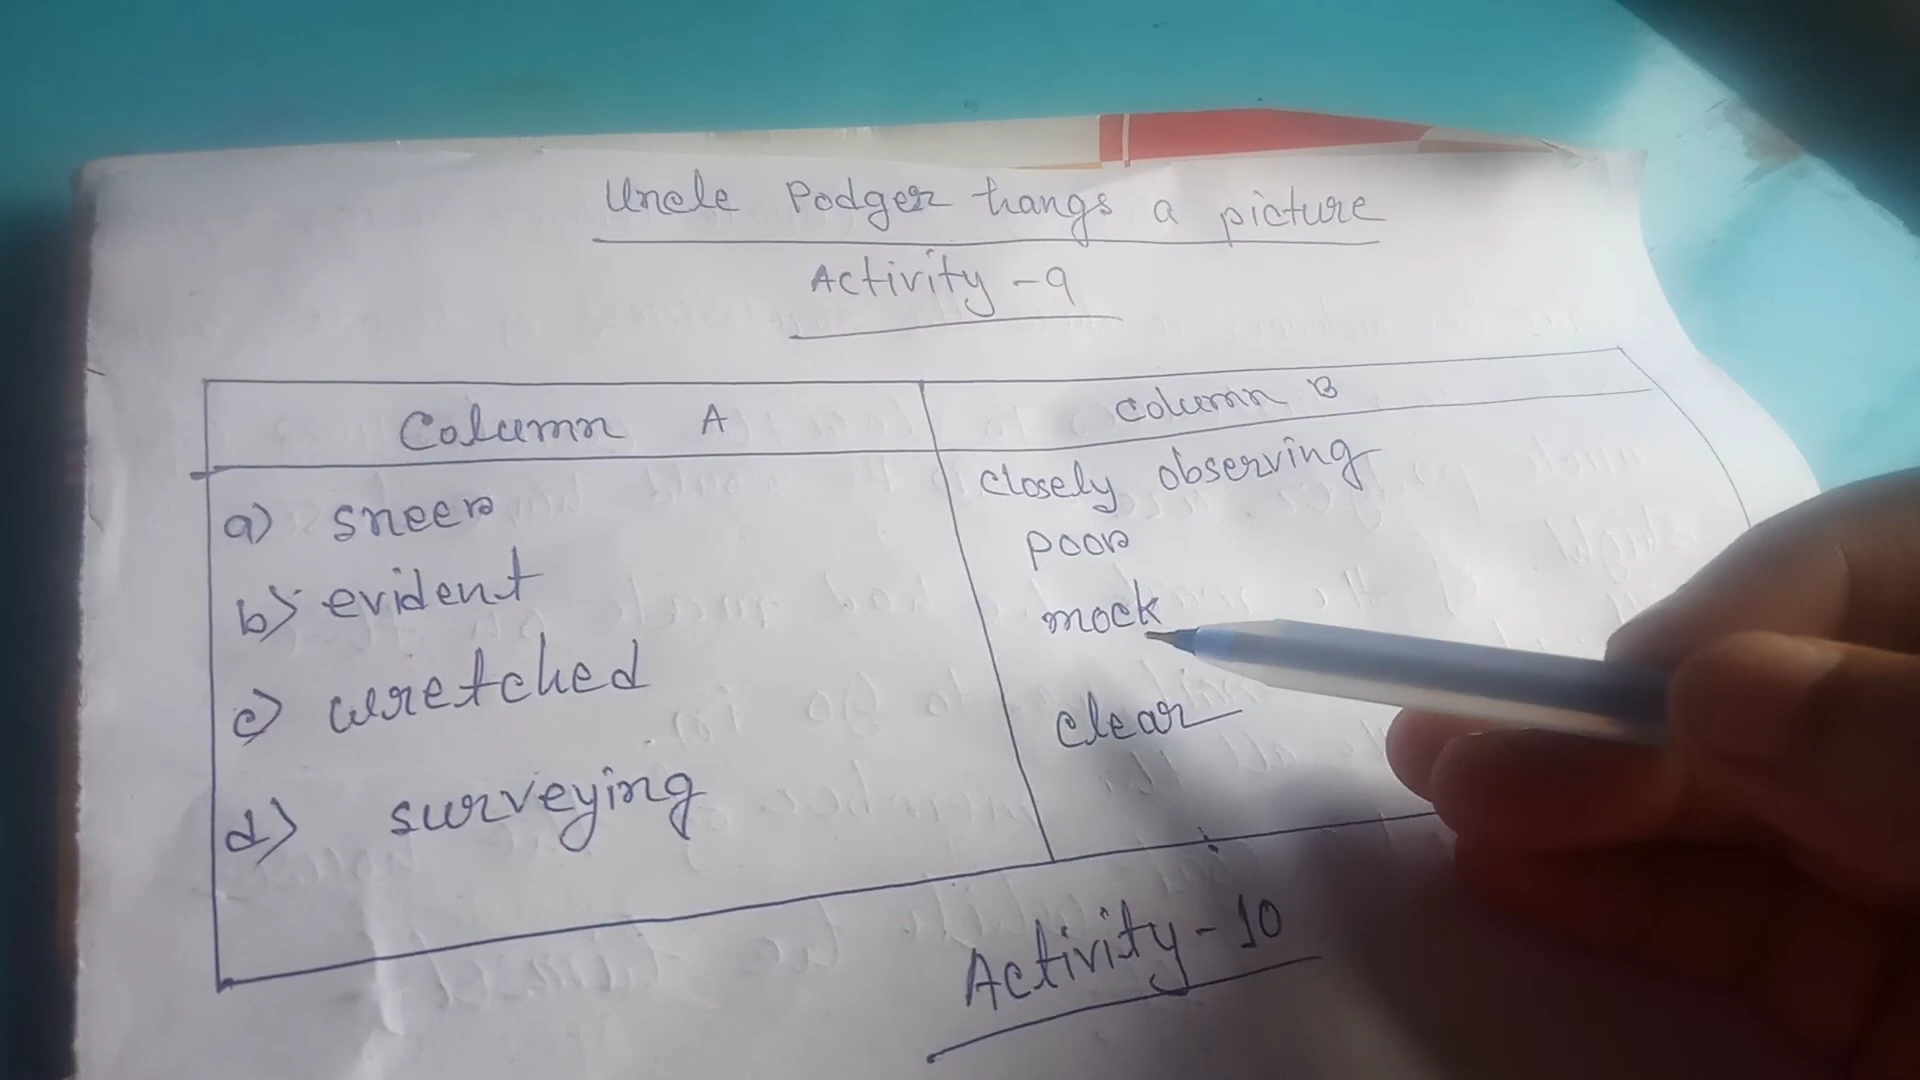 Uncle Podger hangs a picture
Activity - 9
Column A
Column B
a) sneer
closely observing
b) evident
poor
c) wretched
mock
d) surveying
clear
Activity - 10